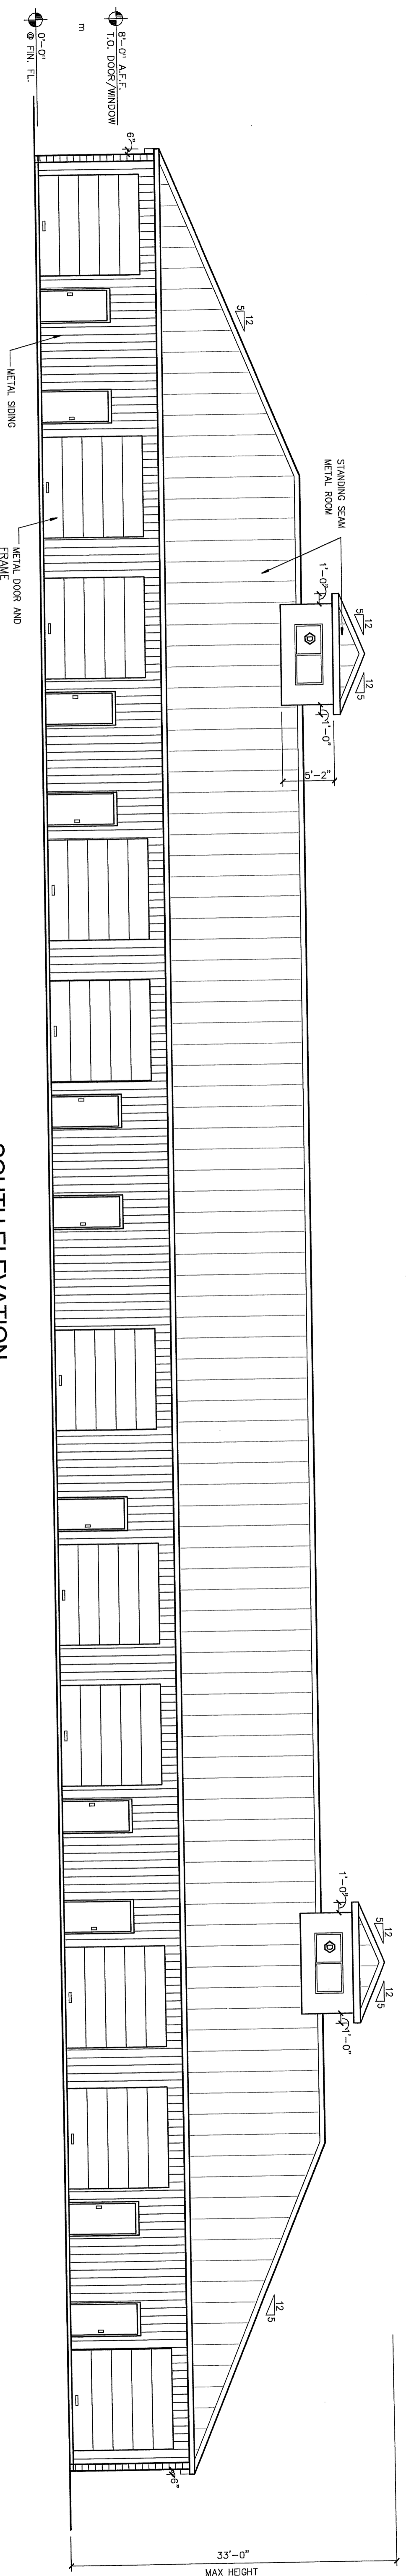 8'-0" A.F.F.
T.O. DOOR/WINDOW
m
0'-0"
@ FIN. FL.
6"
12
5
STANDING SEAM
METAL ROOM
1'-0"
12
5
12
5
1'-0"
5'-2"
METAL SIDING
METAL DOOR AND
FRAME
1'-0"
12
5
12
5
1'-0"
12
5
6"
33'-0"
MAX HEIGHT
SOUTH ELEVATION